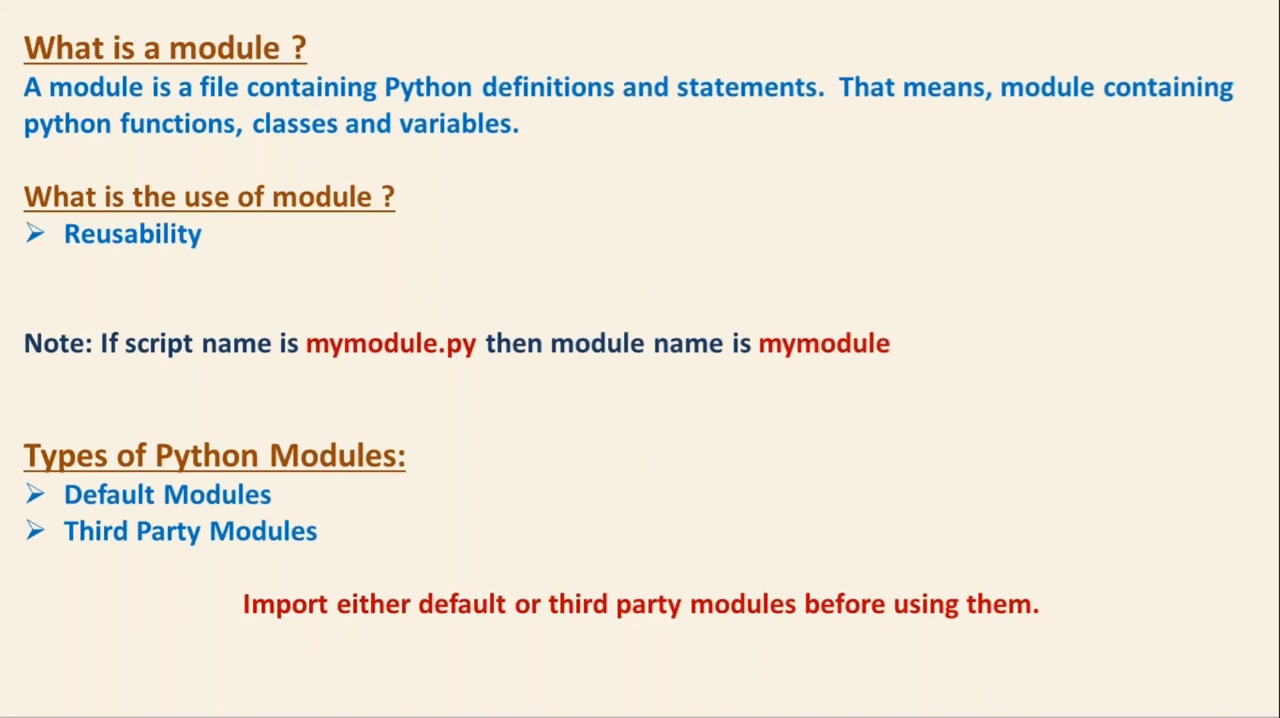 What is a module ?
A module is a file containing Python definitions and statements.  That means, module containing
python functions, classes and variables.
What is the use of module ?
➢ Reusability
Note: If script name is mymodule.py then module name is mymodule
Types of Python Modules:
➢ Default Modules
➢ Third Party Modules
Import either default or third party modules before using them.